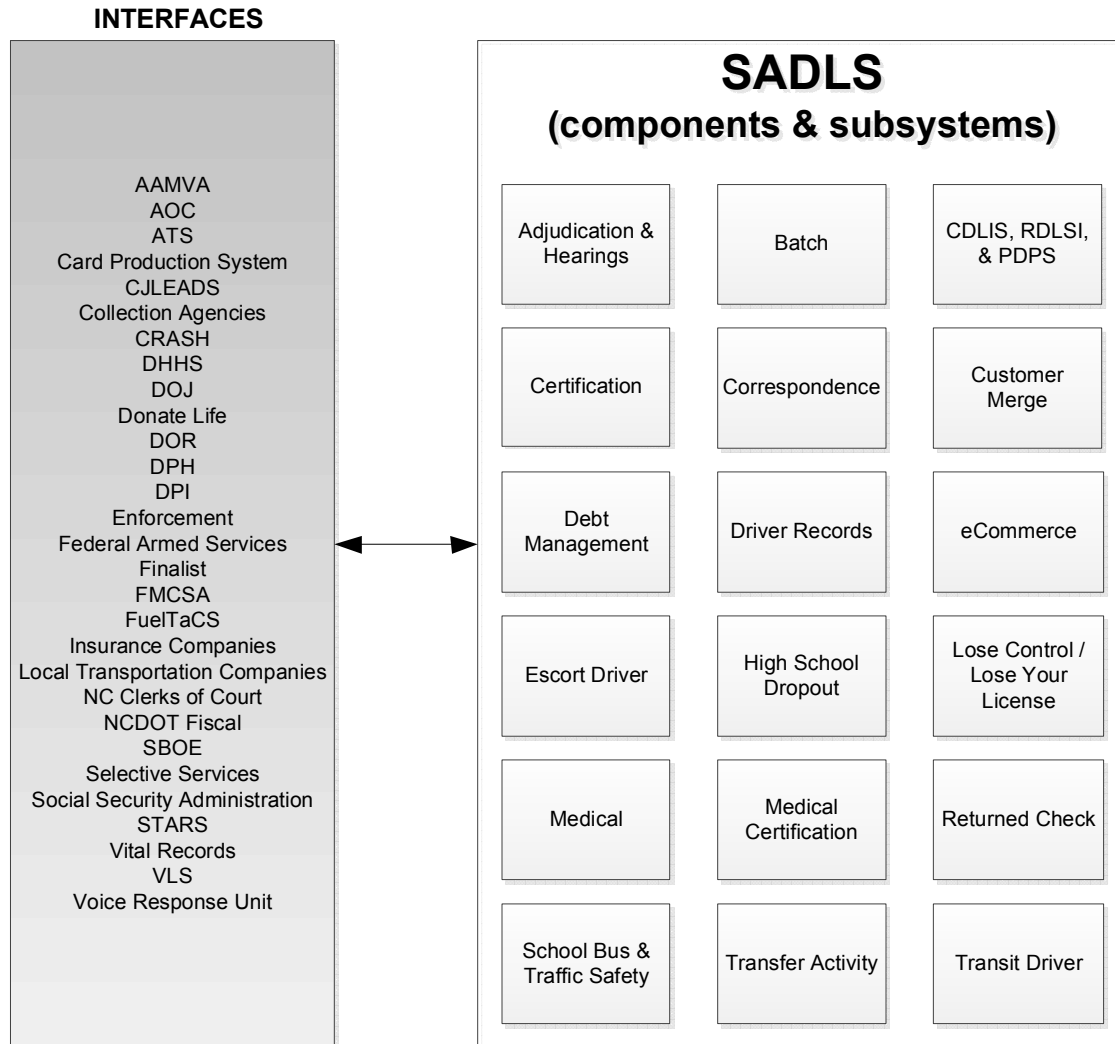 INTERFACES
AAMVA
AOC
ATS
Card Production System
CJLEADS
Collection Agencies
CRASH
DHHS
DOJ
Donate Life
DOR
DPH
DPI
Enforcement
Federal Armed Services
Finalist
FMCSA
FuelTaCS
Insurance Companies
Local Transportation Companies
NC Clerks of Court
NCDOT Fiscal
SBOE
Selective Services
Social Security Administration
STARS
Vital Records
VLS
Voice Response Unit
SADLS
(components & subsystems)
Adjudication &
Hearings
Batch
CDLIS, RDLSI,
& PDPS
Certification
Correspondence
Customer
Merge
Debt
Management
Driver Records
eCommerce
Escort Driver
High School
Dropout
Lose Control /
Lose Your
License
Medical
Medical
Certification
Returned Check
School Bus &
Traffic Safety
Transfer Activity
Transit Driver